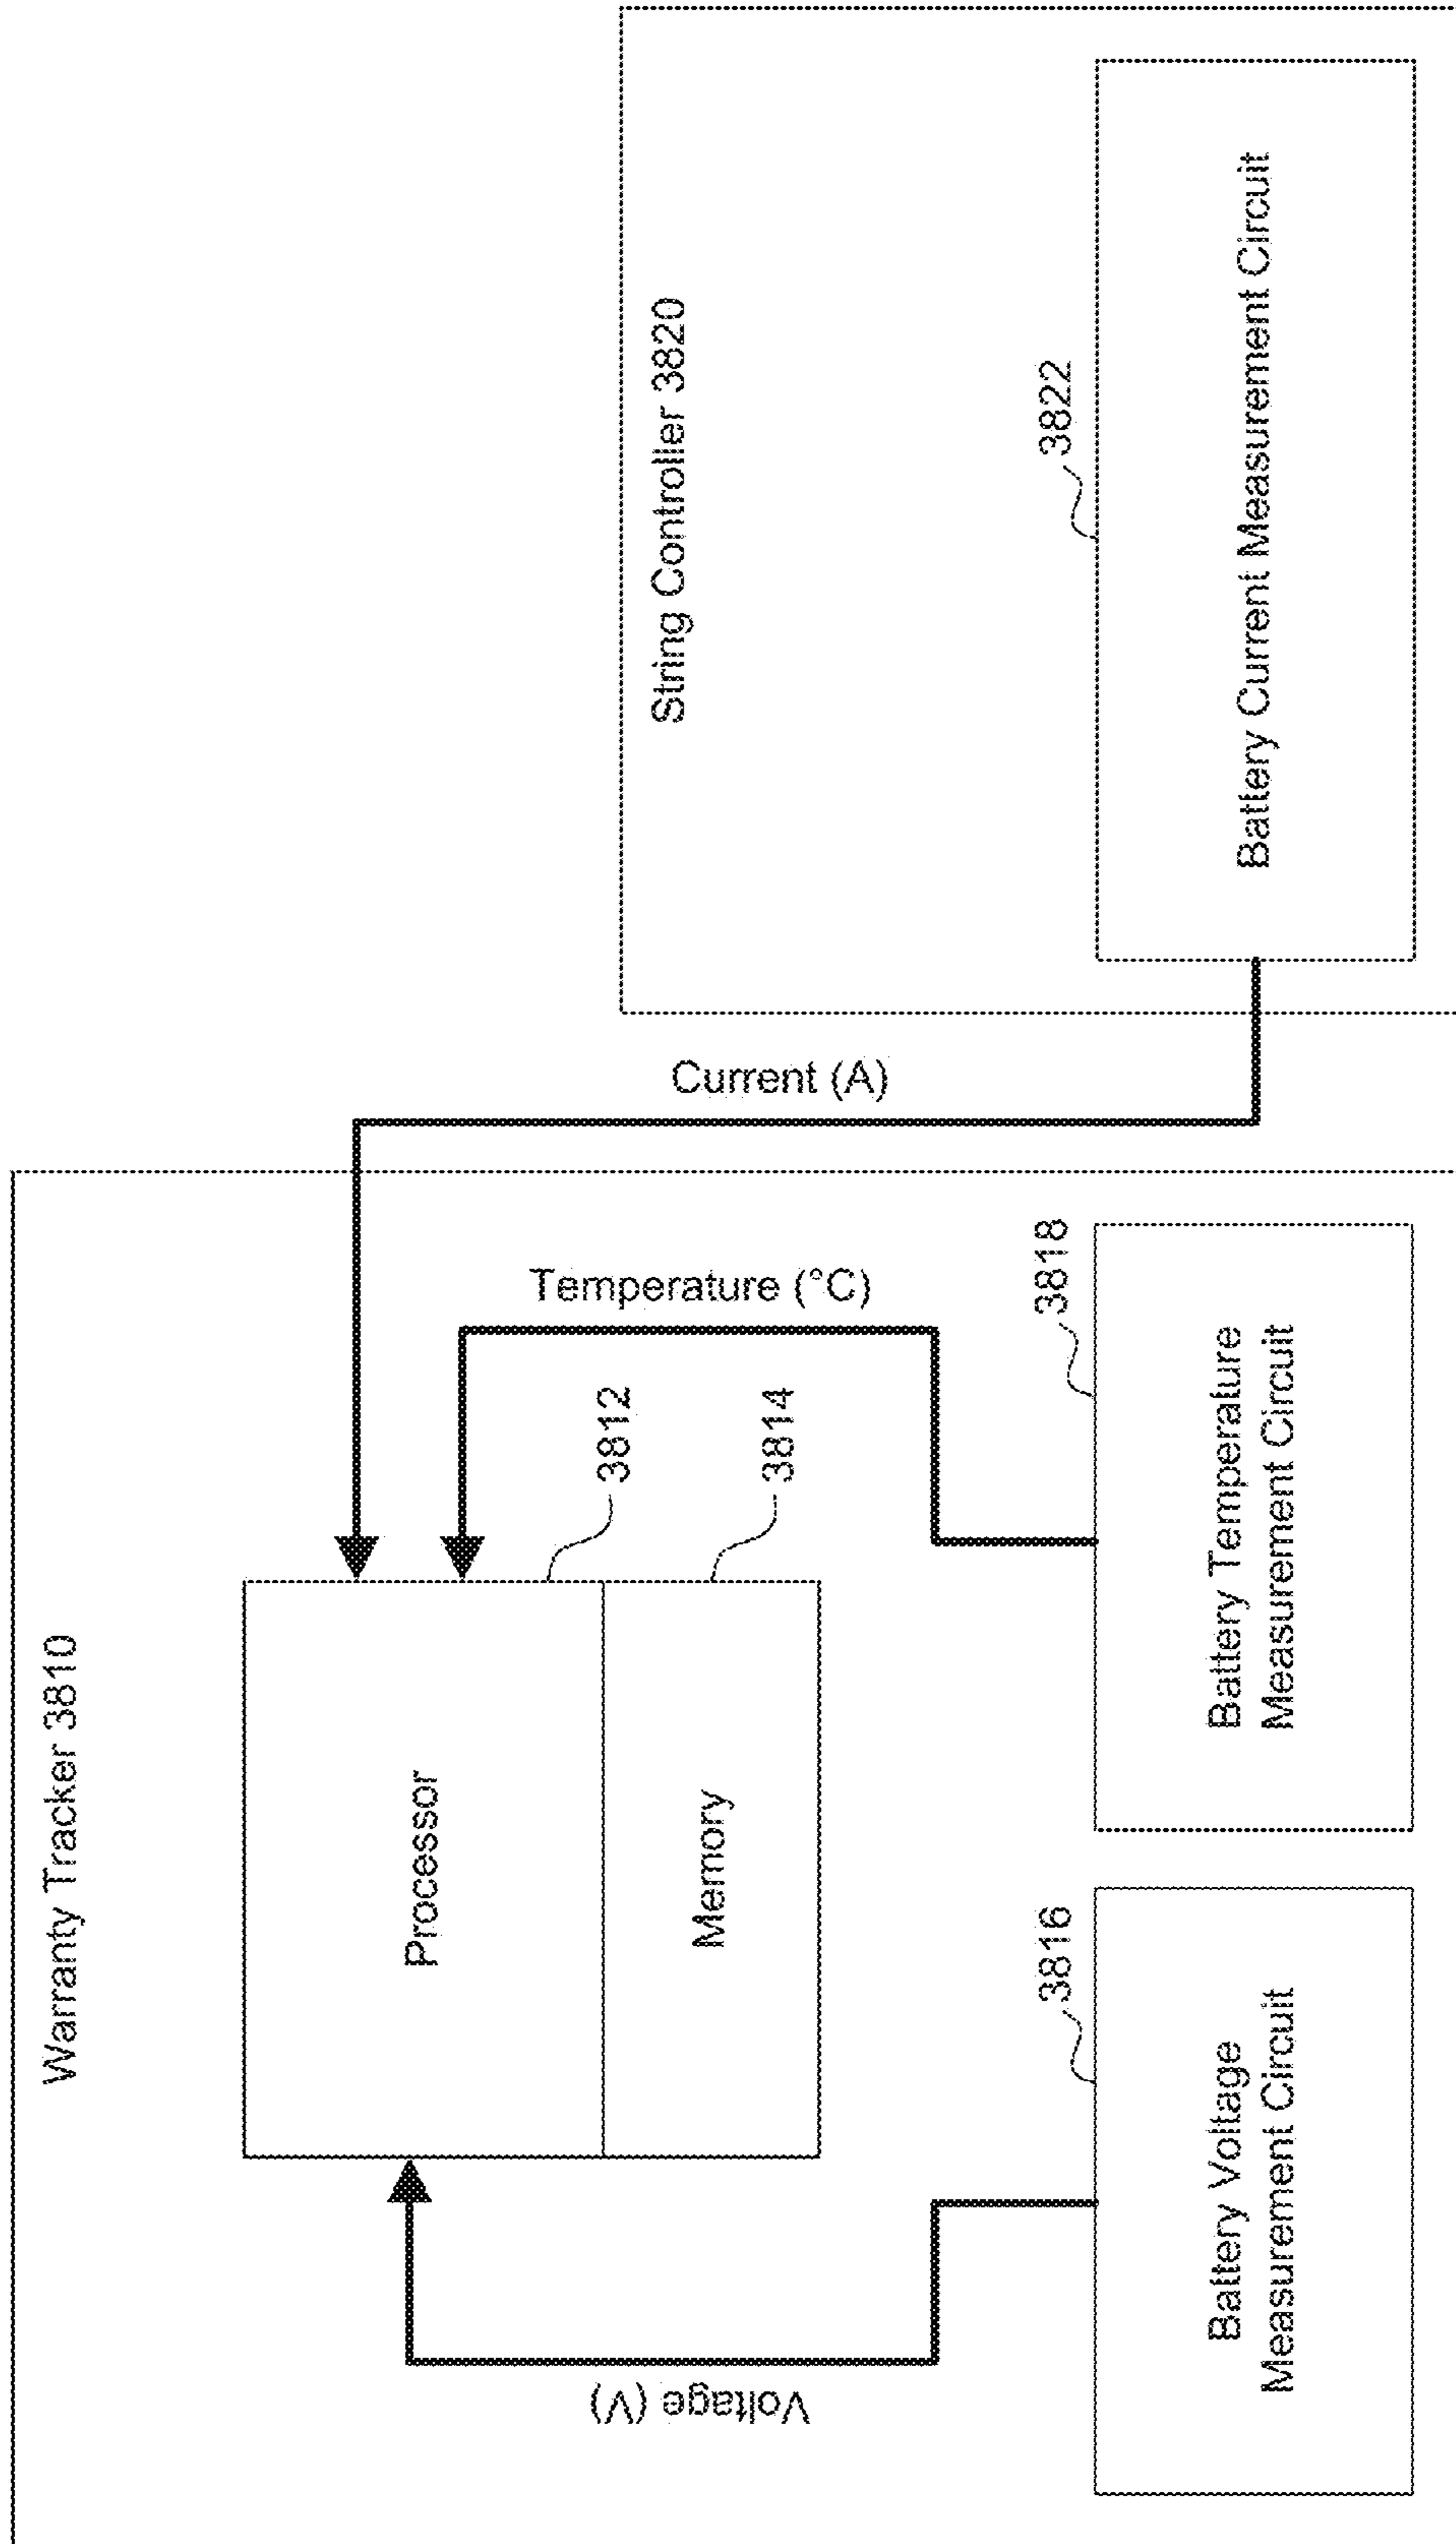 Warranty Tracker 3810
Processor
3812
Memory
3814
Voltage (V)
Temperature (°C)
Current (A)
3816
Battery Voltage
Measurement Circuit
3818
Battery Temperature
Measurement Circuit
String Controller 3820
3822
Battery Current Measurement Circuit